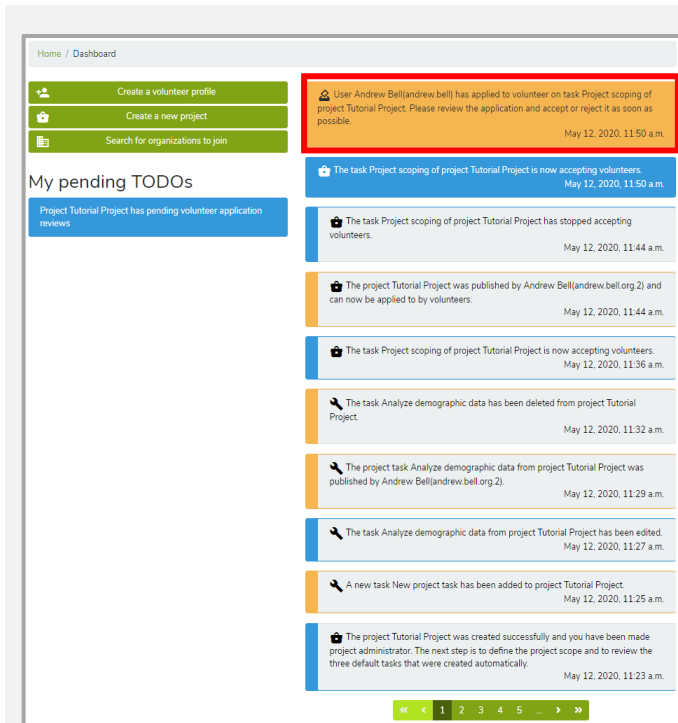 Home / Dashboard
Create a volunteer profile
Create a new project
Search for organizations to join
My pending TODOs
Project Tutorial Project has pending volunteer application
reviews
User Andrew Bell(andrew.bell) has applied to volunteer on task Project scoping of
project Tutorial Project. Please review the application and accept or reject it as soon as
possible.
May 12, 2020, 11:50 a.m.
The task Project scoping of project Tutorial Project is now accepting volunteers.
May 12, 2020, 11:50 a.m.
The task Project scoping of project Tutorial Project has stopped accepting
volunteers.
May 12, 2020, 11:44 a.m.
The project Tutorial Project was published by Andrew Bell(andrew.bell.org.2) and
can now be applied to by volunteers.
May 12, 2020, 11:44 a.m.
The task Project scoping of project Tutorial Project is now accepting volunteers.
May 12, 2020, 11:36 a.m.
The task Analyze demographic data has been deleted from project Tutorial
Project.
May 12, 2020, 11:32 a.m.
The project task Analyze demographic data from project Tutorial Project was
published by Andrew Bell(andrew.bell.org.2).
May 12, 2020, 11:29 a.m.
The task Analyze demographic data from project Tutorial Project has been edited.
May 12, 2020, 11:27 a.m.
A new task New project task has been added to project Tutorial Project.
May 12, 2020, 11:25 a.m.
The project Tutorial Project was created successfully and you have been made
project administrator. The next step is to define the project scope and to review the
three default tasks that were created automatically.
May 12, 2020, 11:23 a.m.
« ‹ 1 2 3 4 5 ... › »